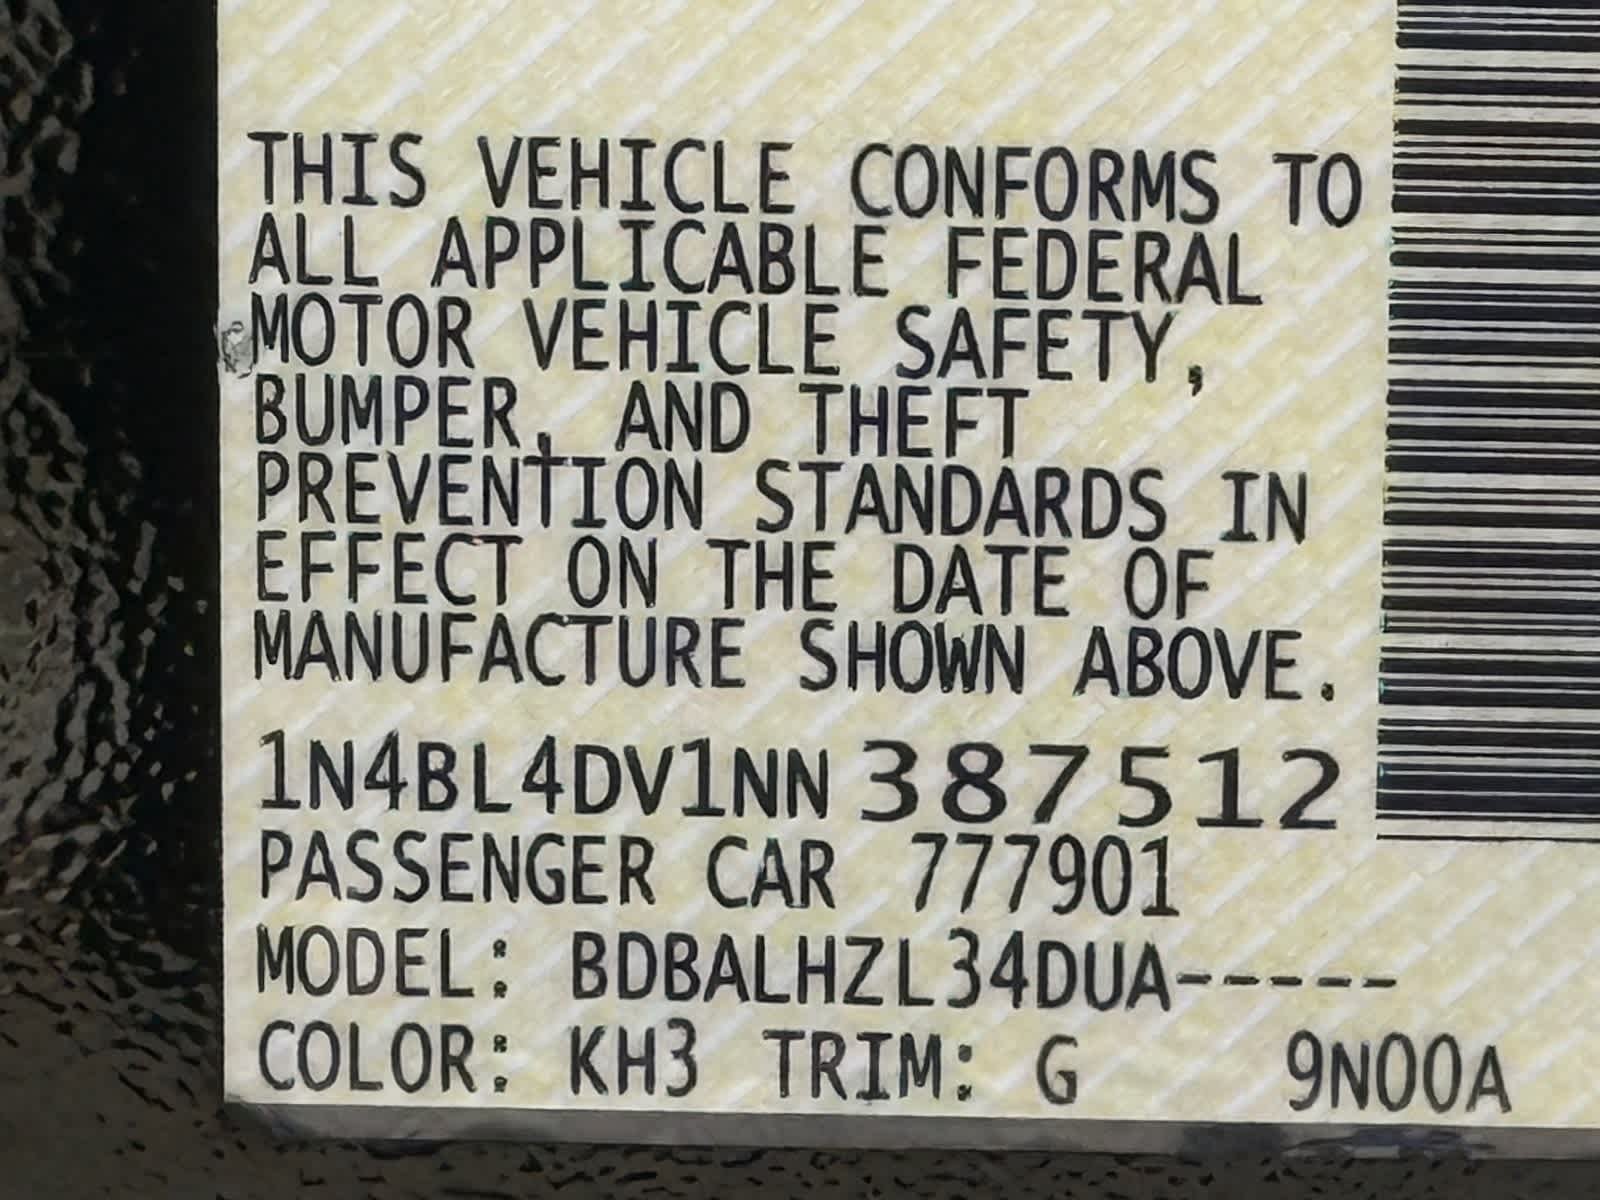 THIS VEHICLE CONFORMS TO
ALL APPLICABLE FEDERAL
MOTOR VEHICLE SAFETY,
BUMPER, AND THEFT
PREVENTION STANDARDS IN
EFFECT ON THE DATE OF
MANUFACTURE SHOWN ABOVE.
1N4BL4DV1NN387512
PASSENGER CAR 777901
MODEL: BDBALHZL34DUA-----
COLOR: KH3 TRIM: G 9N00A